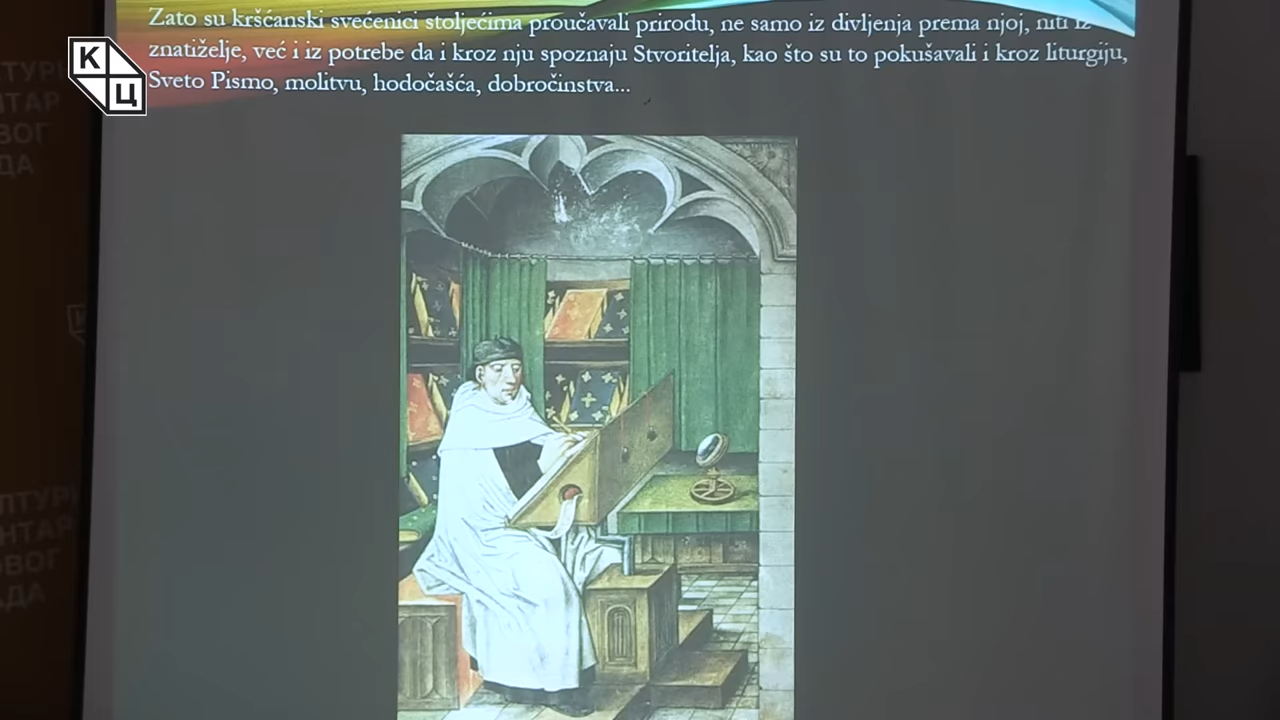 Zato su kršćanski svećenici stoljećima proučavali prirodu, ne samo iz divljenja prema njoj, niti iz
znatiželje, već i iz potrebe da i kroz nju spoznaju Stvoritelja, kao što su to pokušavali i kroz liturgiju,
Sveto Pismo, molitvu, hodočašća, dobročinstva...
К
Ц